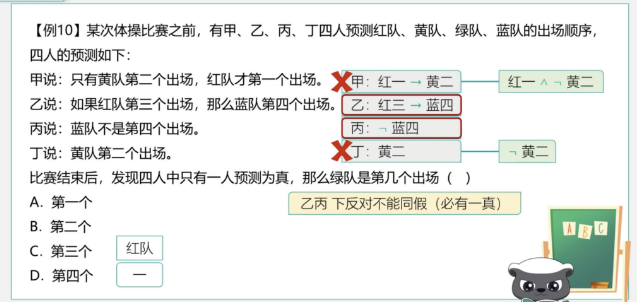 【例10】某次体操比赛之前，有甲、乙、丙、丁四人预测红队、黄队、绿队、蓝队的出场顺序，
四人的预测如下：
甲说：只有黄队第二个出场，红队才第一个出场。 甲：红一 → 黄二 红一 ∧ ¬ 黄二
乙说：如果红队第三个出场，那么蓝队第四个出场。 乙：红三 → 蓝四
丙说：蓝队不是第四个出场。 丙：¬ 蓝四
丁说：黄队第二个出场。 丁：黄二 ¬ 黄二
比赛结束后，发现四人中只有一人预测为真，那么绿队是第几个出场（ ）
A. 第一个 乙丙 下反对不能同假（必有一真）
B. 第二个
C. 第三个 红队
D. 第四个 一
A B C